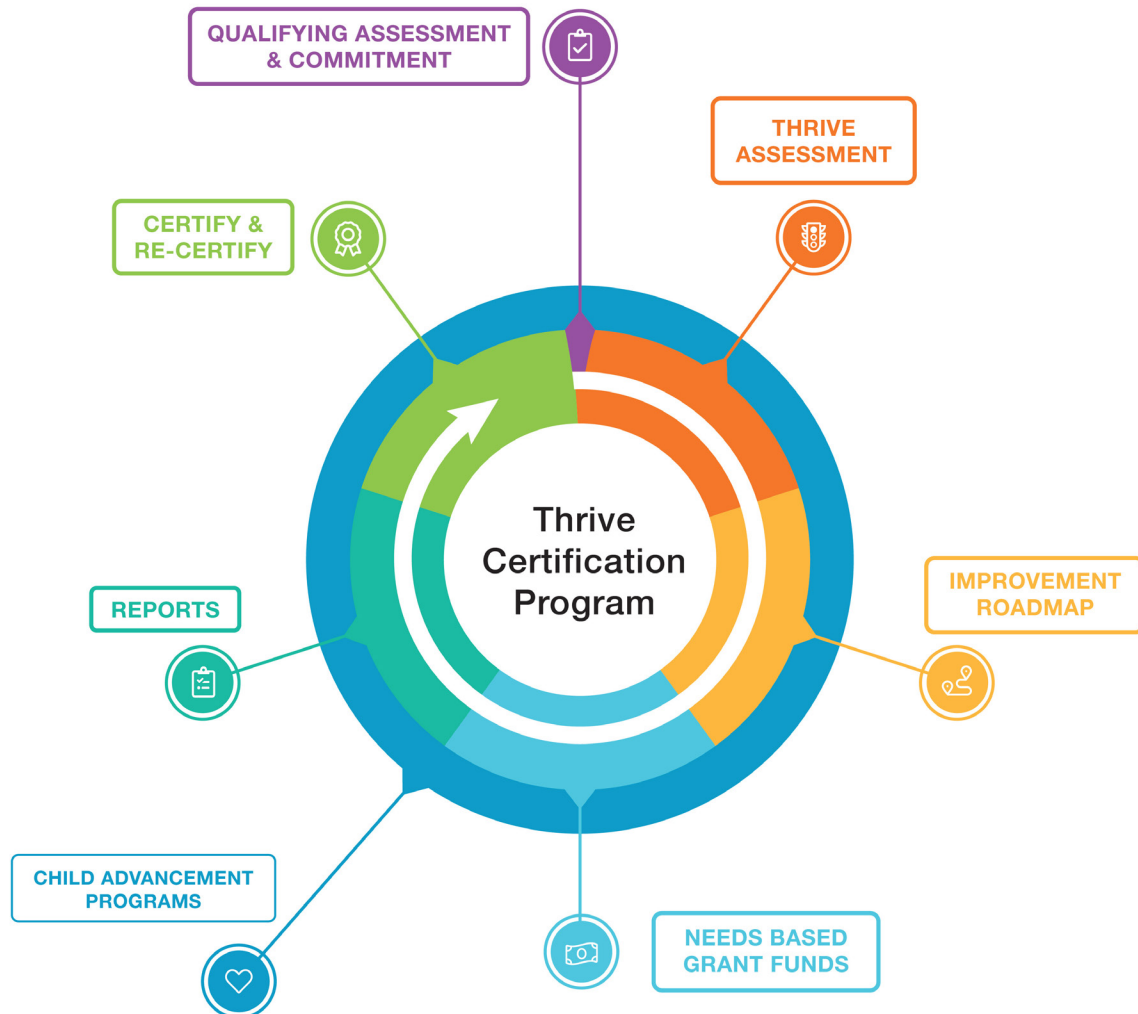 QUALIFYING ASSESSMENT
& COMMITMENT
THRIVE
ASSESSMENT
CERTIFY &
RE-CERTIFY
Thrive
Certification
Program
IMPROVEMENT
ROADMAP
REPORTS
CHILD ADVANCEMENT
PROGRAMS
NEEDS BASED
GRANT FUNDS